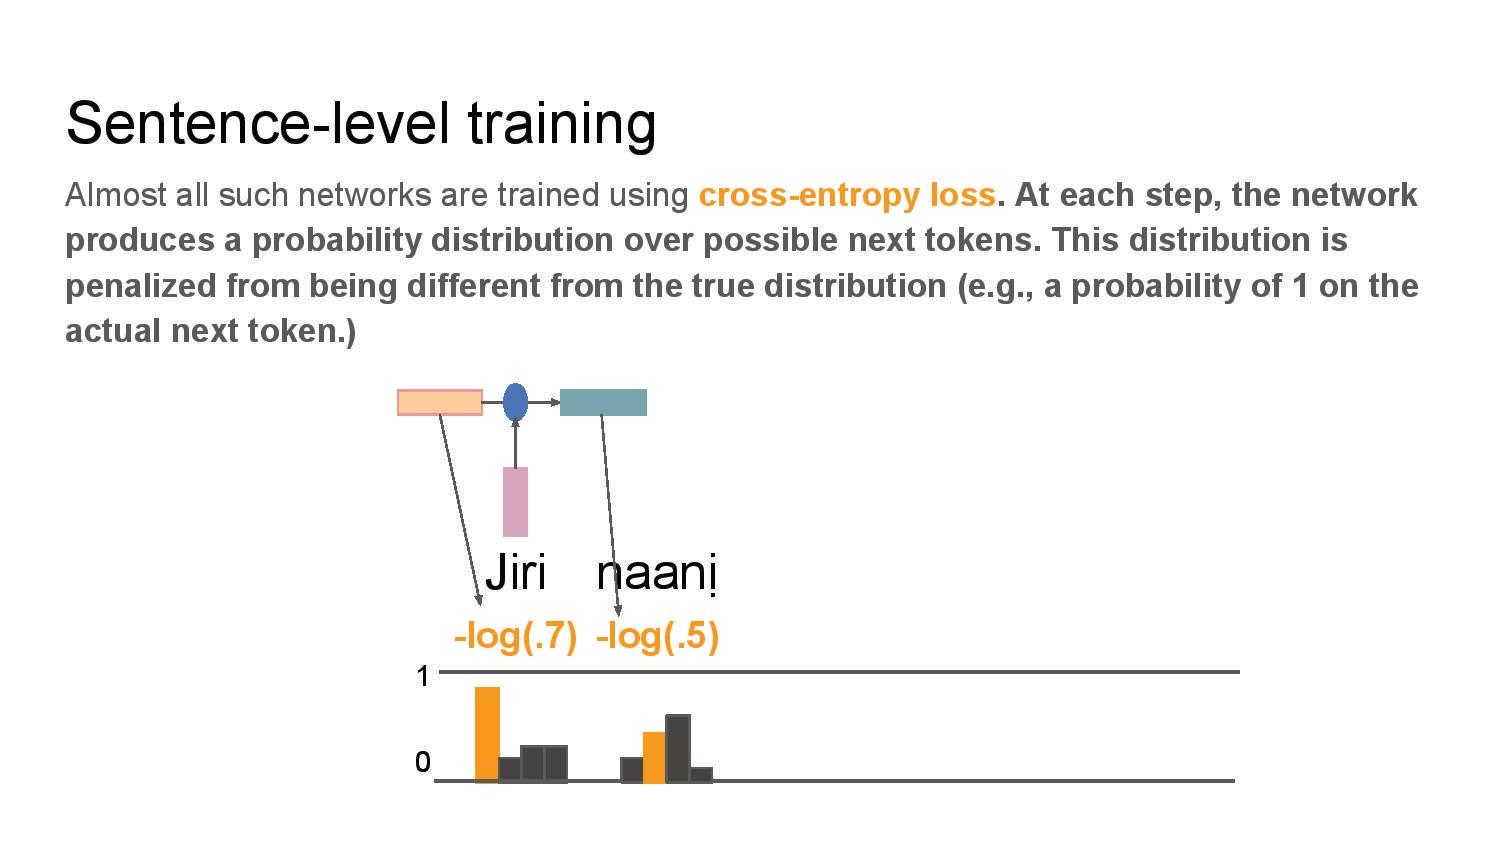 Sentence-level training
Almost all such networks are trained using cross-entropy loss. At each step, the network
produces a probability distribution over possible next tokens. This distribution is
penalized from being different from the true distribution (e.g., a probability of 1 on the
actual next token.)
Jiri naanị
-log(.7) -log(.5)
1
0